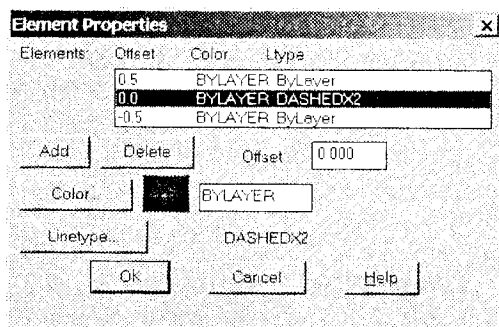 Element Properties
Elements: Offset Color Ltype
0.5 BYLAYER ByLayer
0.0 BYLAYER DASHEDX2
-0.5 BYLAYER ByLayer
Add Delete Offset 0.000
Color... BYLAYER
Linetype... DASHEDX2
OK Cancel Help